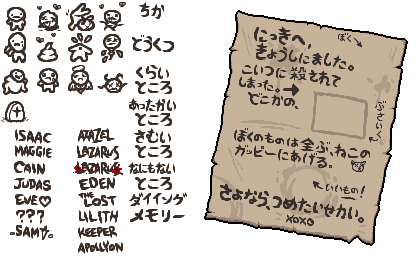 ちか
どうくつ
くらい
ところ
あったかい
ところ
さむい
ところ
なにもない
ところ
ダイイング
メモリー
ISAAC
MAGGIE
CAIN
JUDAS
EVE♡
???
SAMSON
AZAZEL
LAZARUS
LAZARUS
EDEN
THE LOST
LILITH
KEEPER
APOLLYON
にっきへ、
きょうしにました。
こいつに殺されて
しまった。→
どこかの、
ぼく
ぶさいく
ぼくのものは全ぶ、ねこの
ガッピーにあげる。
←いいもの!
さよなら、つめたいせかい。
XOXO